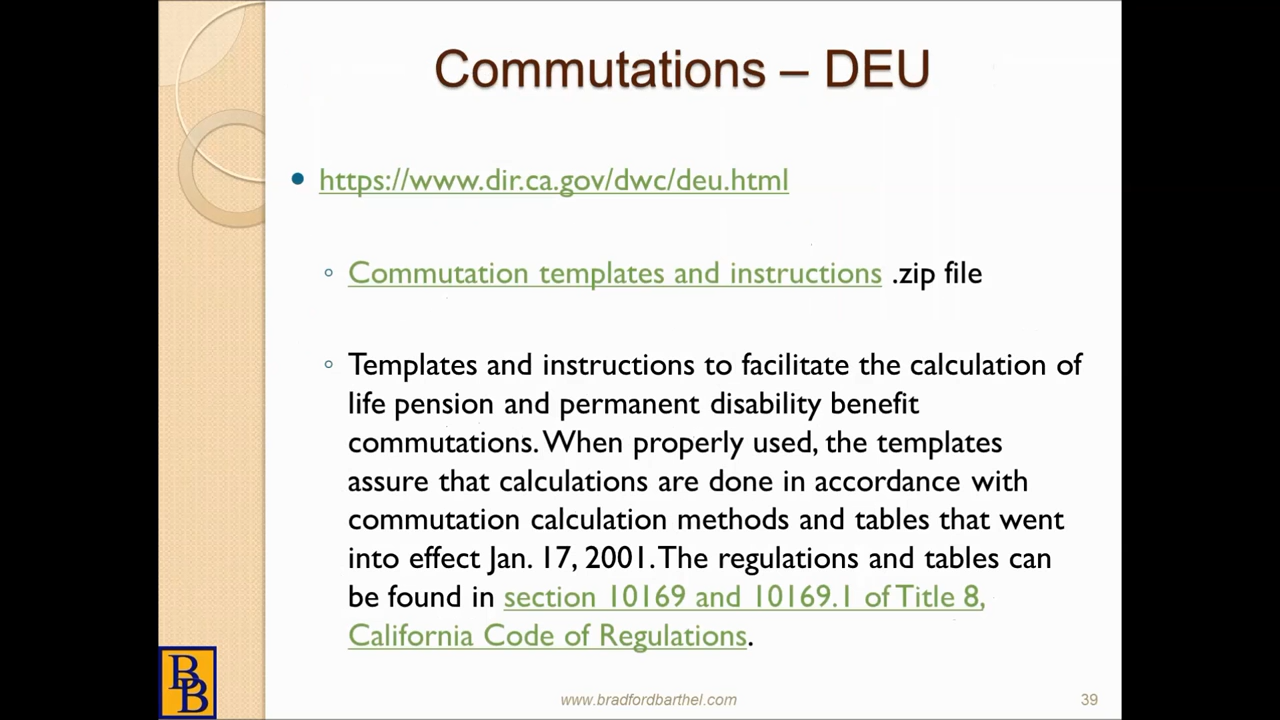 Commutations – DEU
• https://www.dir.ca.gov/dwc/deu.html
◦ Commutation templates and instructions .zip file
◦ Templates and instructions to facilitate the calculation of
life pension and permanent disability benefit
commutations. When properly used, the templates
assure that calculations are done in accordance with
commutation calculation methods and tables that went
into effect Jan. 17, 2001. The regulations and tables can
be found in section 10169 and 10169.1 of Title 8,
California Code of Regulations.
BB
www.bradfordbarthel.com 39